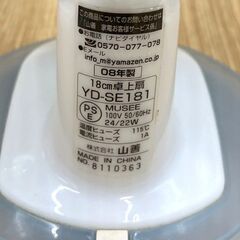 この商品についてのお問い合わせは
「山善 家電お客様サービス係」
●お電話(ナビダイヤル)
0570-077-078
●Eメール
info_m@yamazen.co.jp
08年製
18cm卓上扇
YD-SE181
MUSEE
PSE
100V 50/60Hz
24/22W
温度ヒューズ 115℃
電流ヒューズ 1A
株式会社 山善
MADE IN CHINA
NO. 8110363